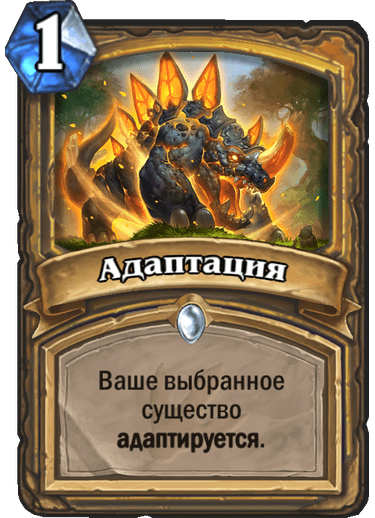 1
Адаптация
Ваше выбранное
существо
адаптируется.